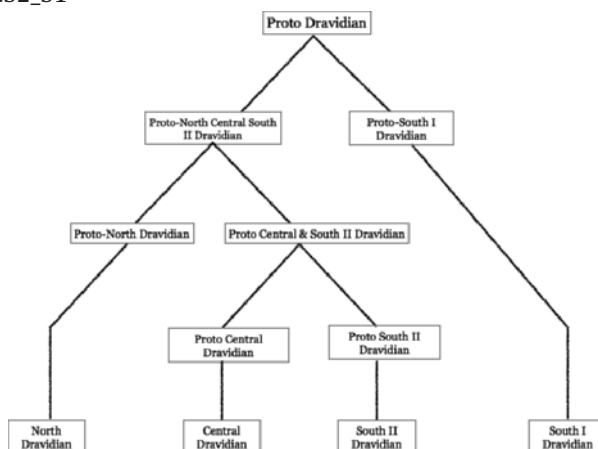 Proto Dravidian
Proto-North Central South
II Dravidian
Proto-South I
Dravidian
Proto-North Dravidian
Proto Central & South II Dravidian
Proto Central
Dravidian
Proto South II
Dravidian
North
Dravidian
Central
Dravidian
South II
Dravidian
South I
Dravidian